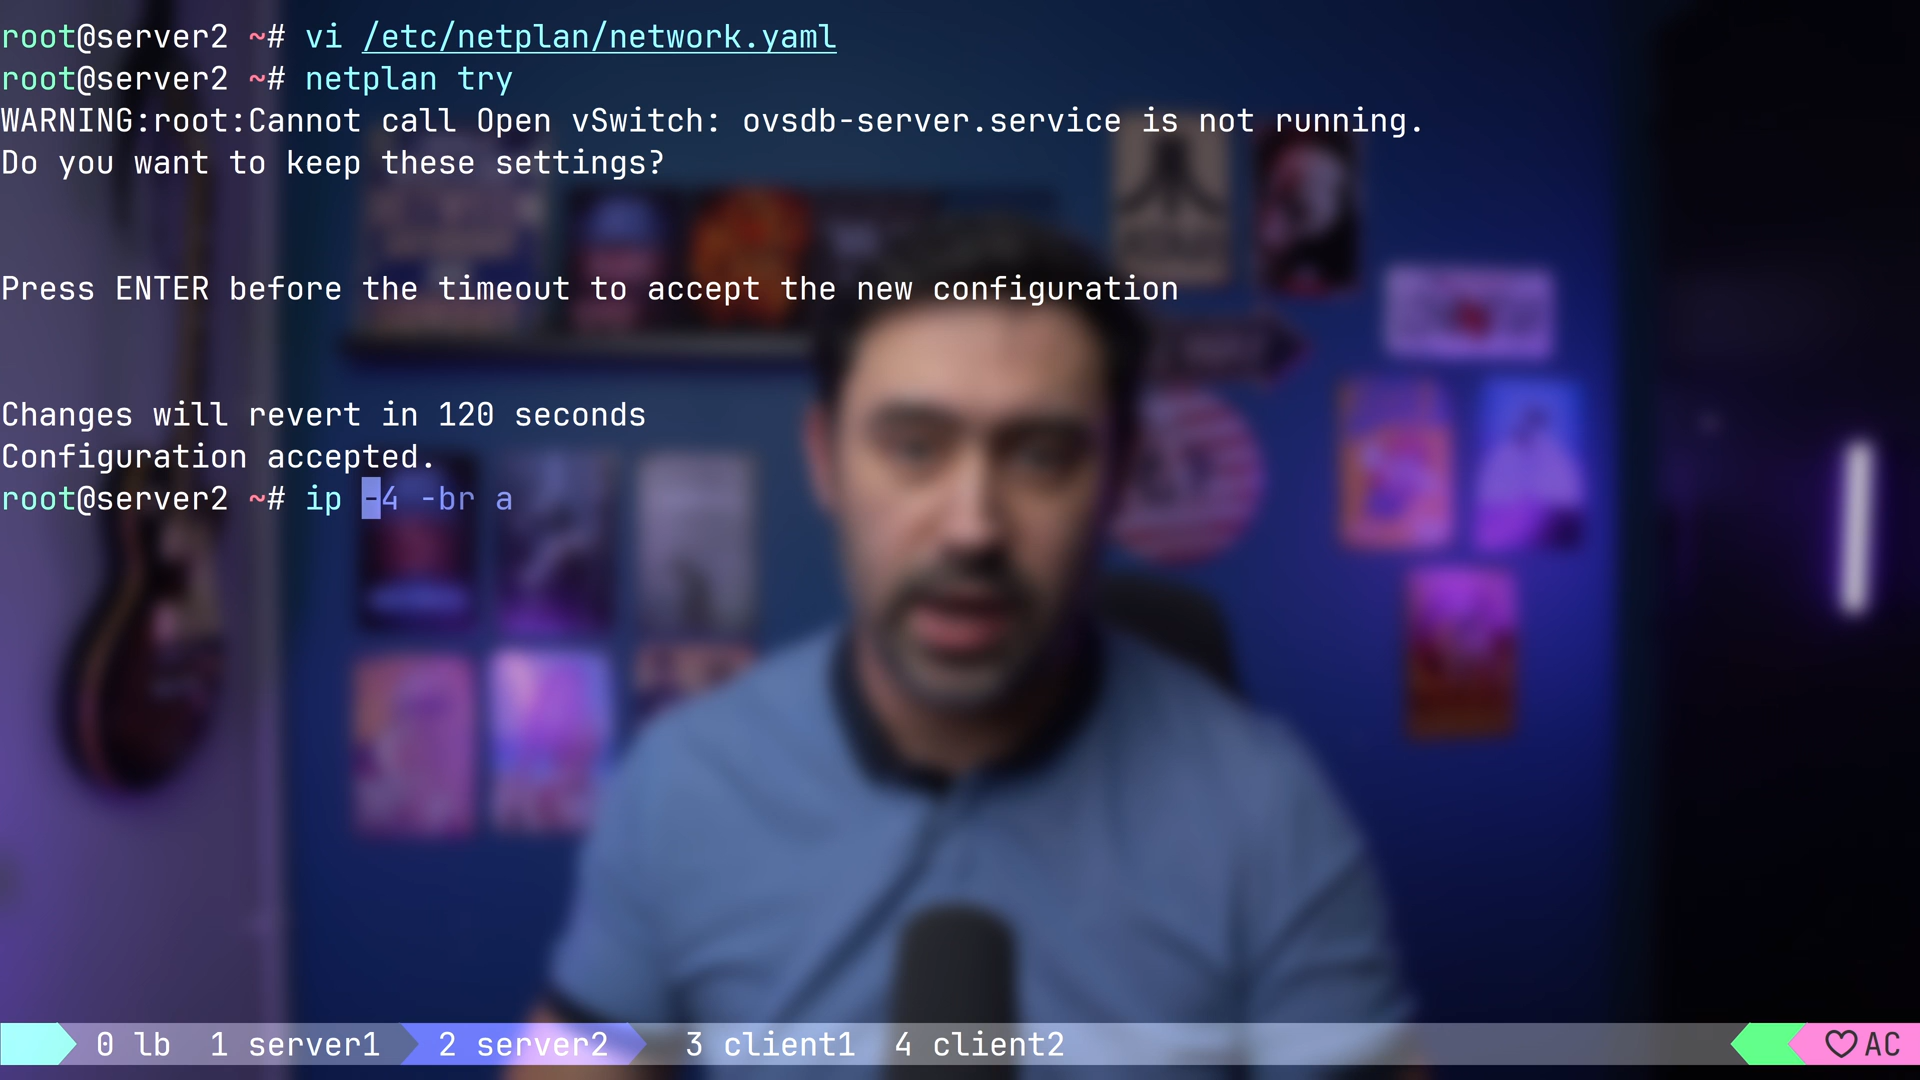 root@server2 ~# vi /etc/netplan/network.yaml
root@server2 ~# netplan try
WARNING:root:Cannot call Open vSwitch: ovsdb-server.service is not running.
Do you want to keep these settings?
Press ENTER before the timeout to accept the new configuration
Changes will revert in 120 seconds
Configuration accepted.
root@server2 ~# ip -4 -br a
0 lb 1 server1 2 server2 3 client1 4 client2 ♡ AC